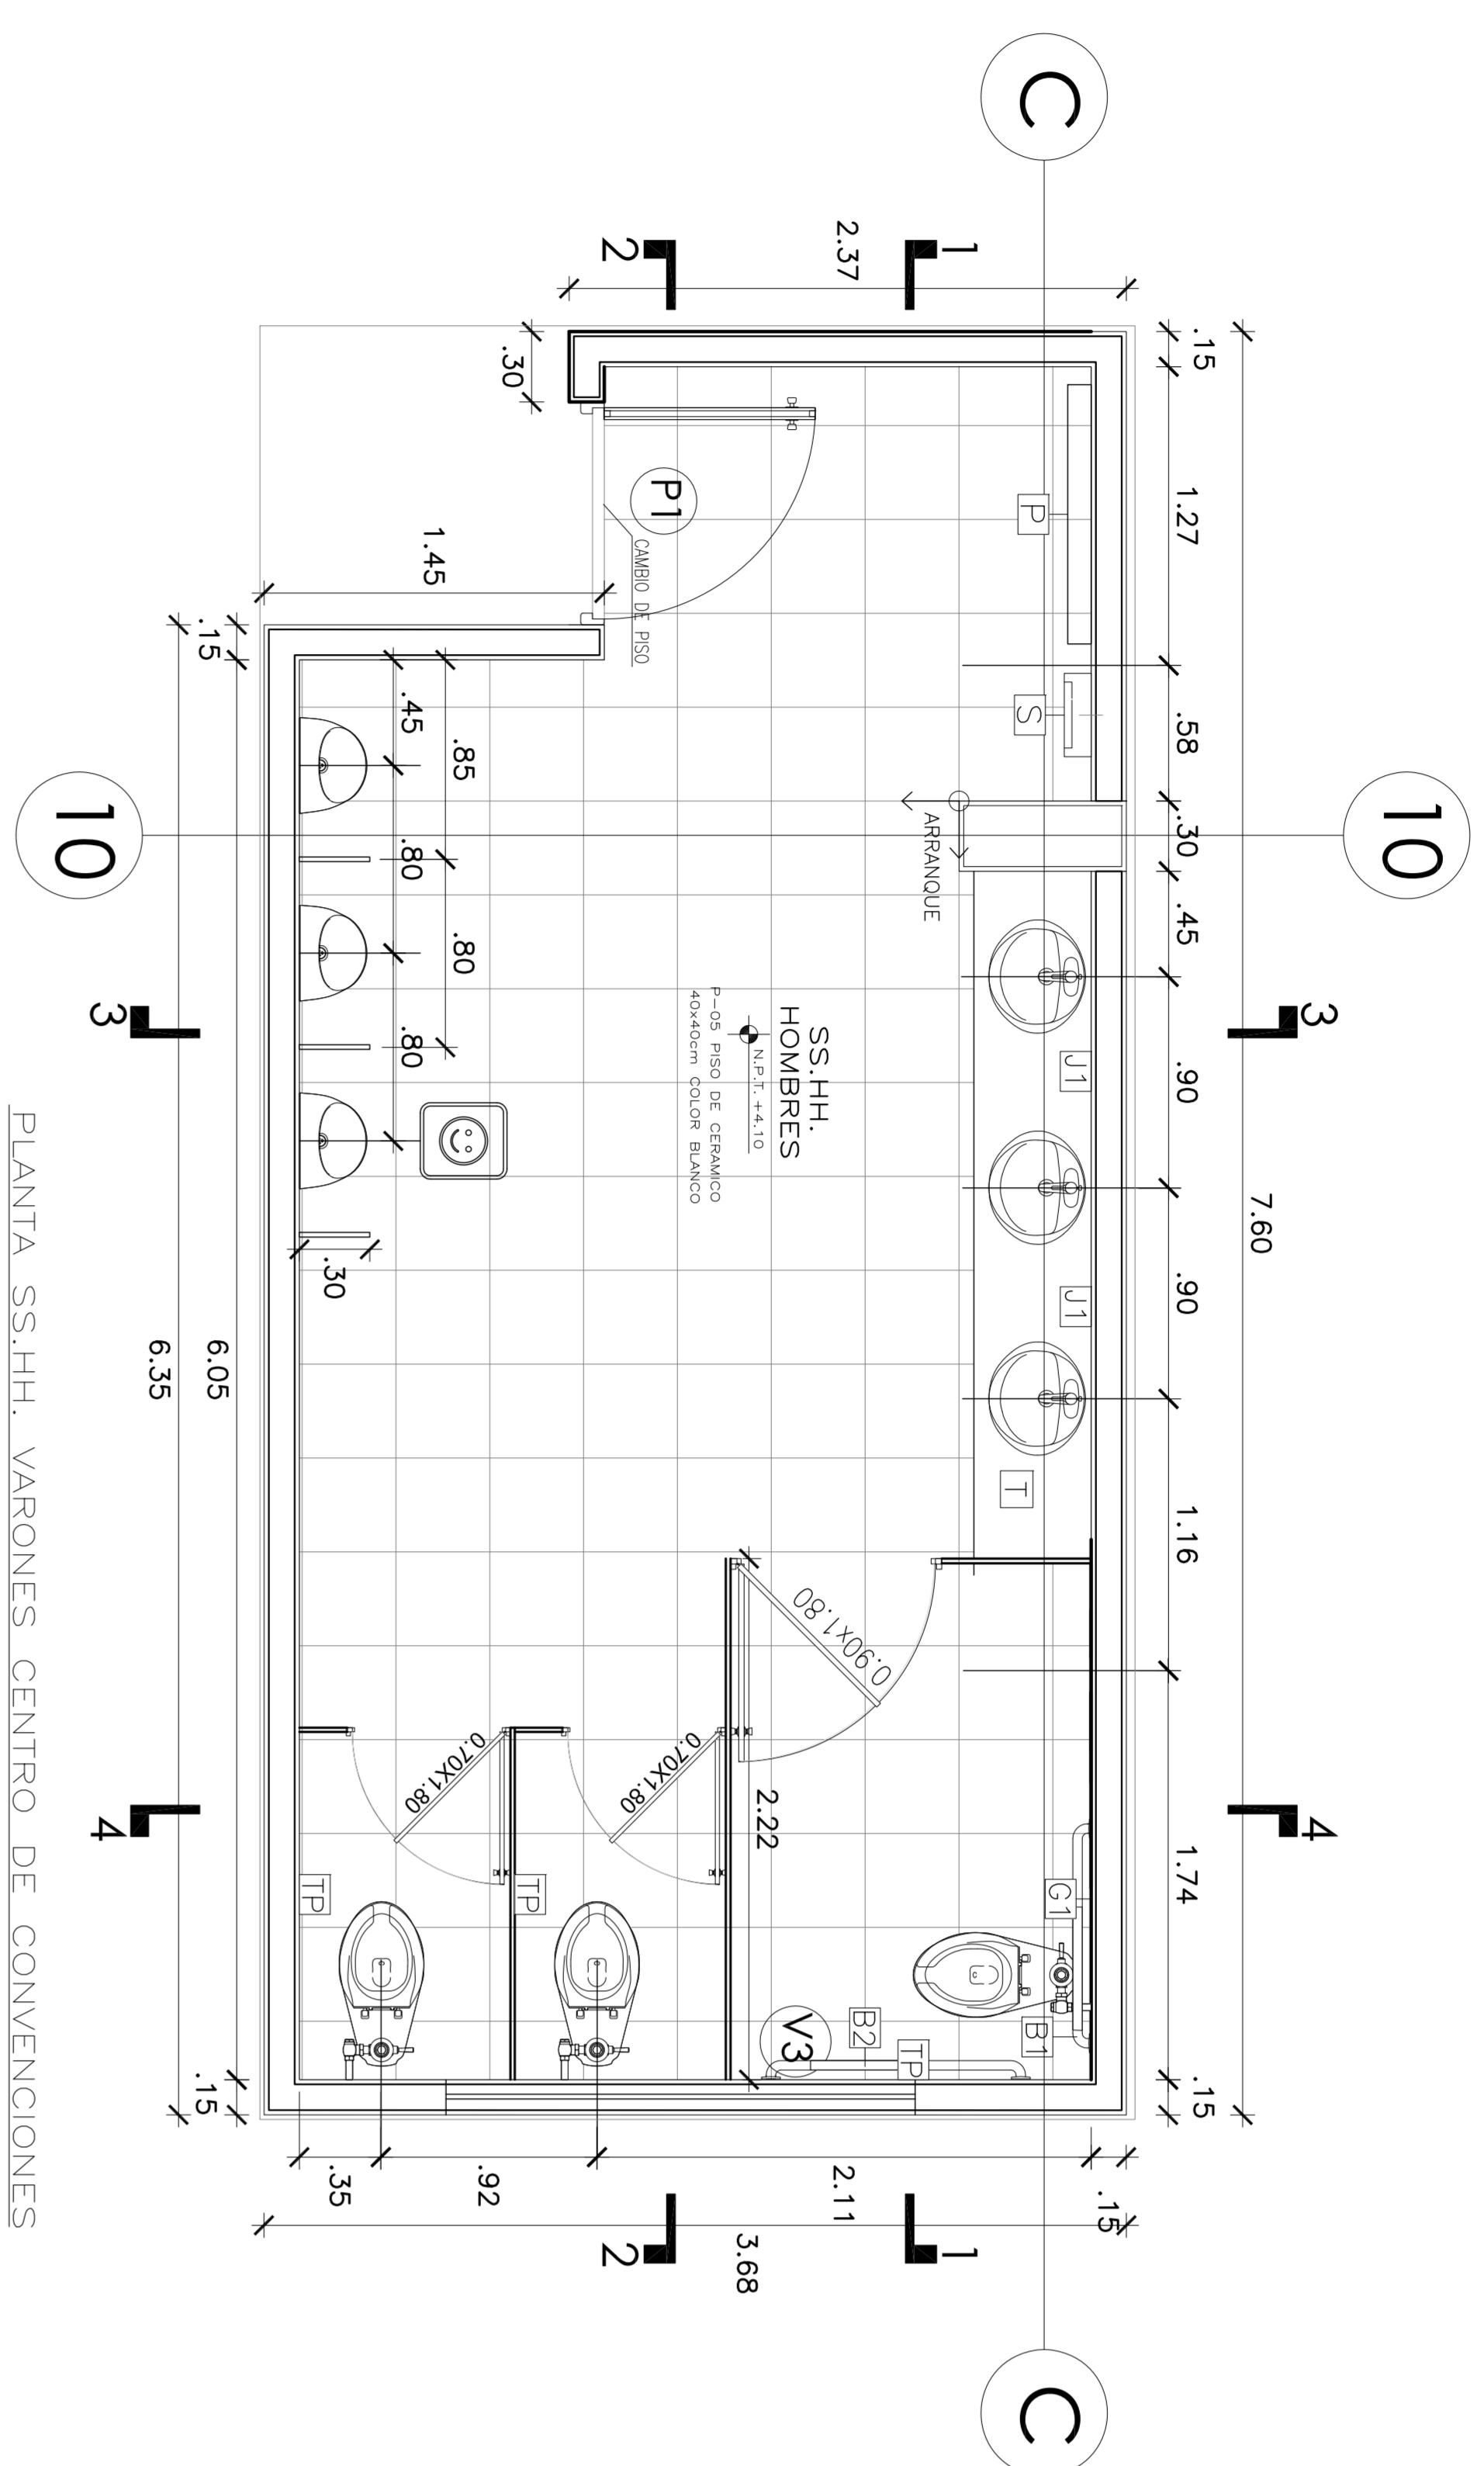 10
3
4
7.60
.15
1.27
.58
.30
.45
.90
.90
1.16
1.74
.15
C
C
P
S
J1
J1
T
G1
B1
1
1
2.37
ARRANQUE
B2
TP
V3
SS.HH.
HOMBRES
N.P.T. +4.10
P-05 PISO DE CERAMICO
40x40cm COLOR BLANCO
0.90x1.80
2.22
2.11
.15
3.68
P1
CAMBIO DE PISO
2
2
.30
1.45
0.70X1.80
0.70X1.80
TP
TP
.85
.80
.45
.80
.80
.30
.92
.35
.15
6.05
.15
6.35
10
3
4
PLANTA SS.HH. VARONES CENTRO DE CONVENCIONES